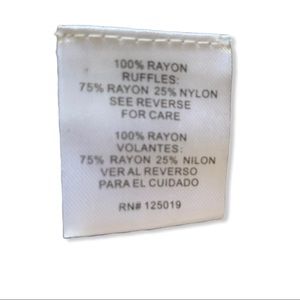 100% RAYON
RUFFLES:
75% RAYON 25% NYLON
SEE REVERSE
FOR CARE
100% RAYON
VOLANTES:
75% RAYON 25% NILON
VER AL REVERSO
PARA EL CUIDADO
RN# 125019